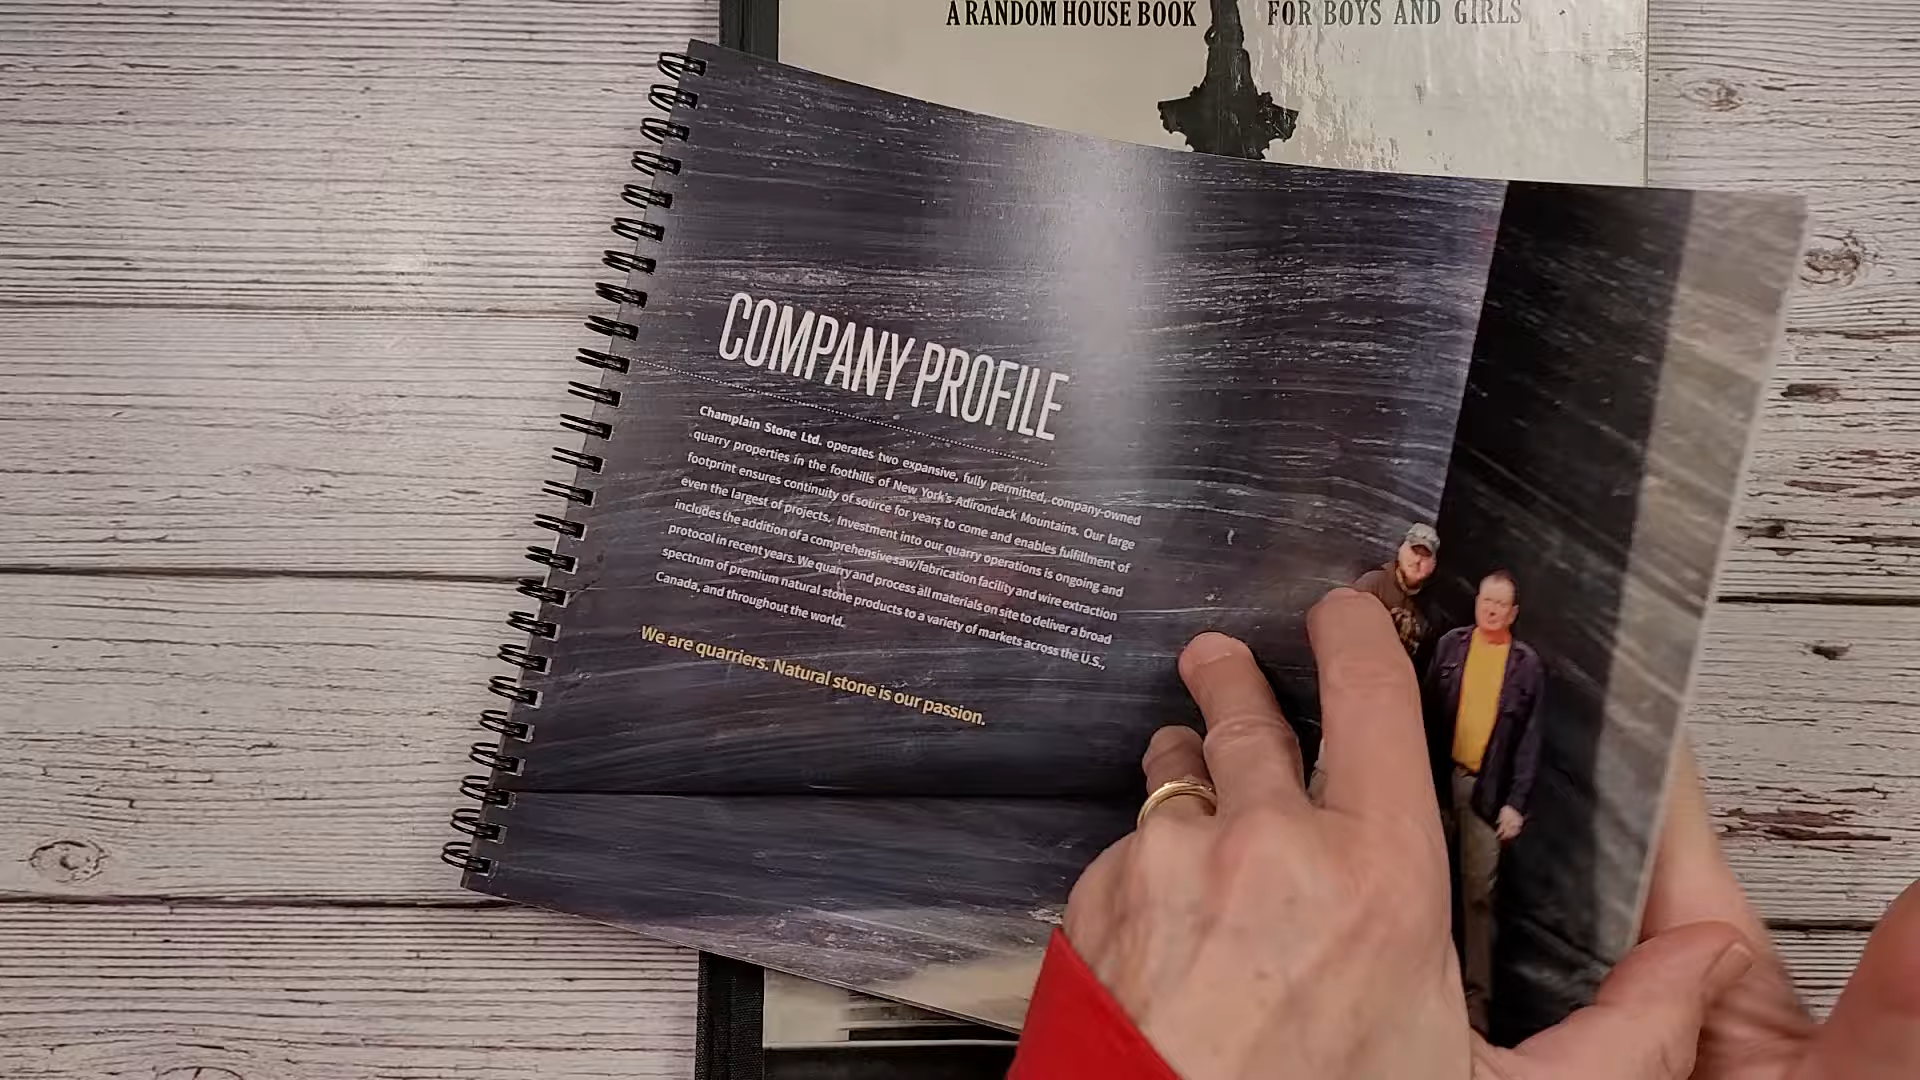 A RANDOM HOUSE BOOK FOR BOYS AND GIRLS
COMPANY PROFILE
Champlain Stone Ltd. operates two expansive, fully permitted, company-owned
quarry properties in the foothills of New York's Adirondack Mountains. Our large
footprint ensures continuity of source for years to come and enables fulfillment of
even the largest of projects. Investment into our quarry operations is ongoing and
includes the addition of a comprehensive saw/fabrication facility and wire extraction
protocol in recent years. We quarry and process all materials on site to deliver a broad
spectrum of premium natural stone products to a variety of markets across the U.S.,
Canada, and throughout the world.
We are quarriers. Natural stone is our passion.